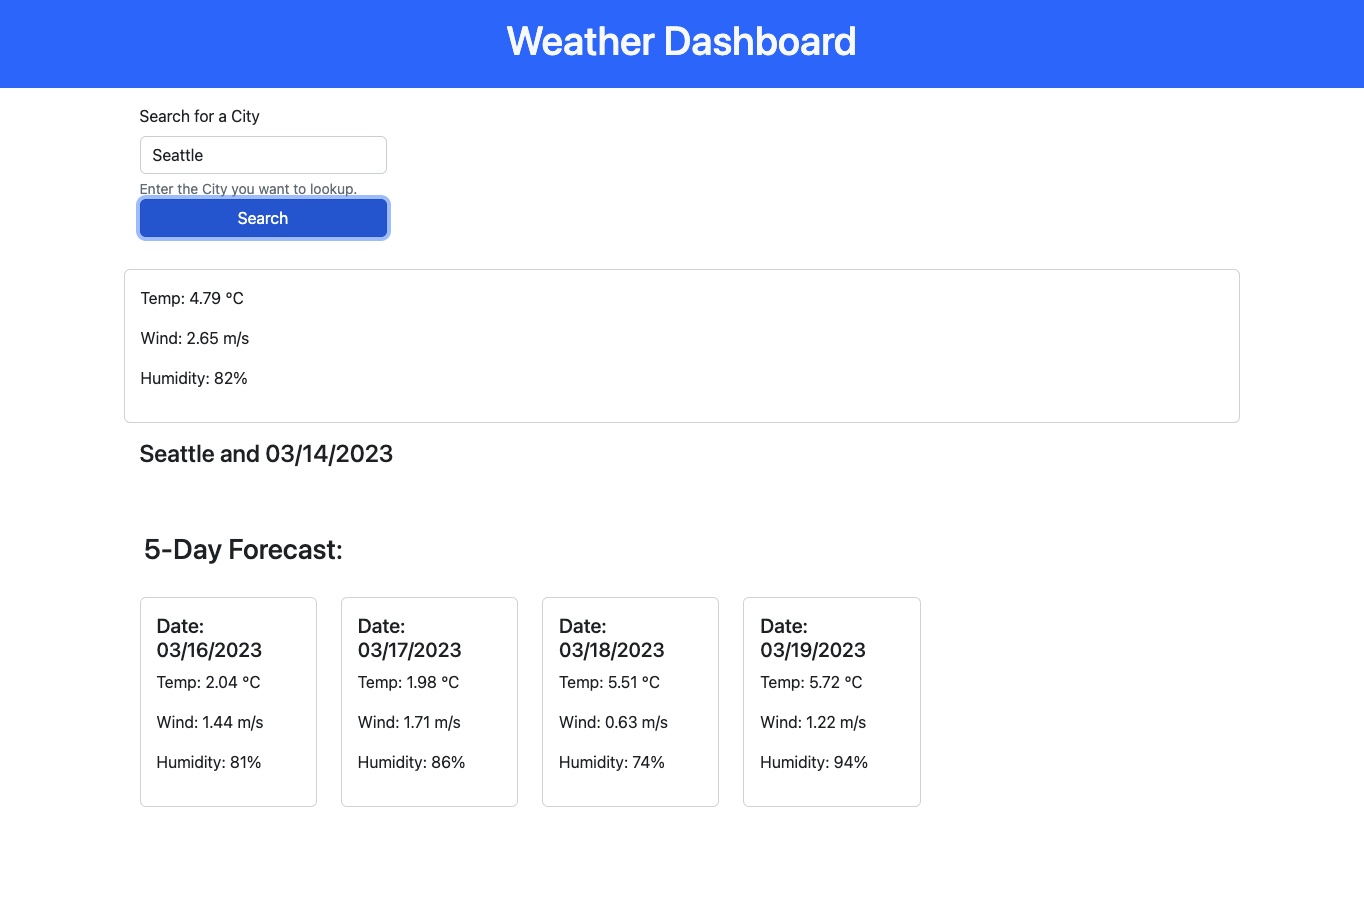 Weather Dashboard
Search for a City
Seattle
Enter the City you want to lookup.
Search
Temp: 4.79 °C
Wind: 2.65 m/s
Humidity: 82%
Seattle and 03/14/2023
5-Day Forecast:
Date:
03/16/2023
Temp: 2.04 °C
Wind: 1.44 m/s
Humidity: 81%
Date:
03/17/2023
Temp: 1.98 °C
Wind: 1.71 m/s
Humidity: 86%
Date:
03/18/2023
Temp: 5.51 °C
Wind: 0.63 m/s
Humidity: 74%
Date:
03/19/2023
Temp: 5.72 °C
Wind: 1.22 m/s
Humidity: 94%